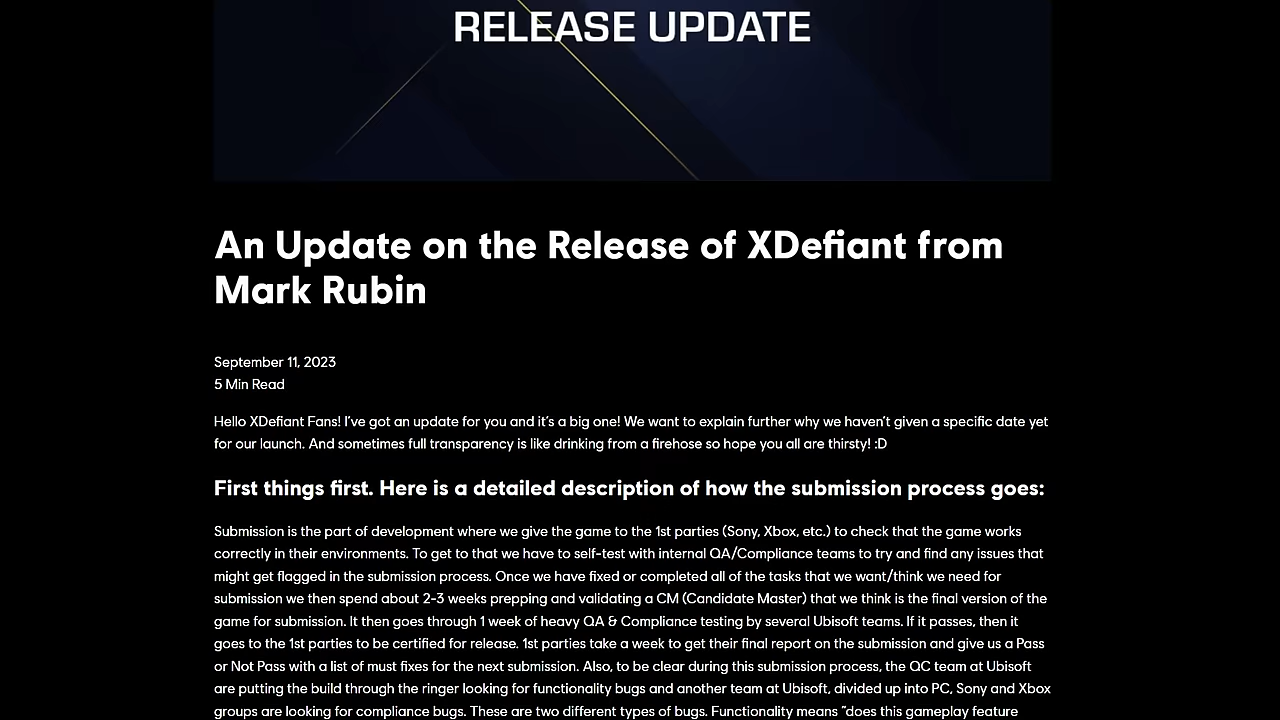 RELEASE UPDATE
An Update on the Release of XDefiant from
Mark Rubin
September 11, 2023
5 Min Read
Hello XDefiant Fans! I've got an update for you and it's a big one! We want to explain further why we haven't given a specific date yet
for our launch. And sometimes full transparency is like drinking from a firehose so hope you all are thirsty! :D
First things first. Here is a detailed description of how the submission process goes:
Submission is the part of development where we give the game to the 1st parties (Sony, Xbox, etc.) to check that the game works
correctly in their environments. To get to that we have to self-test with internal QA/Compliance teams to try and find any issues that
might get flagged in the submission process. Once we have fixed or completed all of the tasks that we want/think we need for
submission we then spend about 2-3 weeks prepping and validating a CM (Candidate Master) that we think is the final version of the
game for submission. It then goes through 1 week of heavy QA & Compliance testing by several Ubisoft teams. If it passes, then it
goes to the 1st parties to be certified for release. 1st parties take a week to get their final report on the submission and give us a Pass
or Not Pass with a list of must fixes for the next submission. Also, to be clear during this submission process, the QC team at Ubisoft
are putting the build through the ringer looking for functionality bugs and another team at Ubisoft, divided up into PC, Sony and Xbox
groups are looking for compliance bugs. These are two different types of bugs. Functionality means "does this gameplay feature